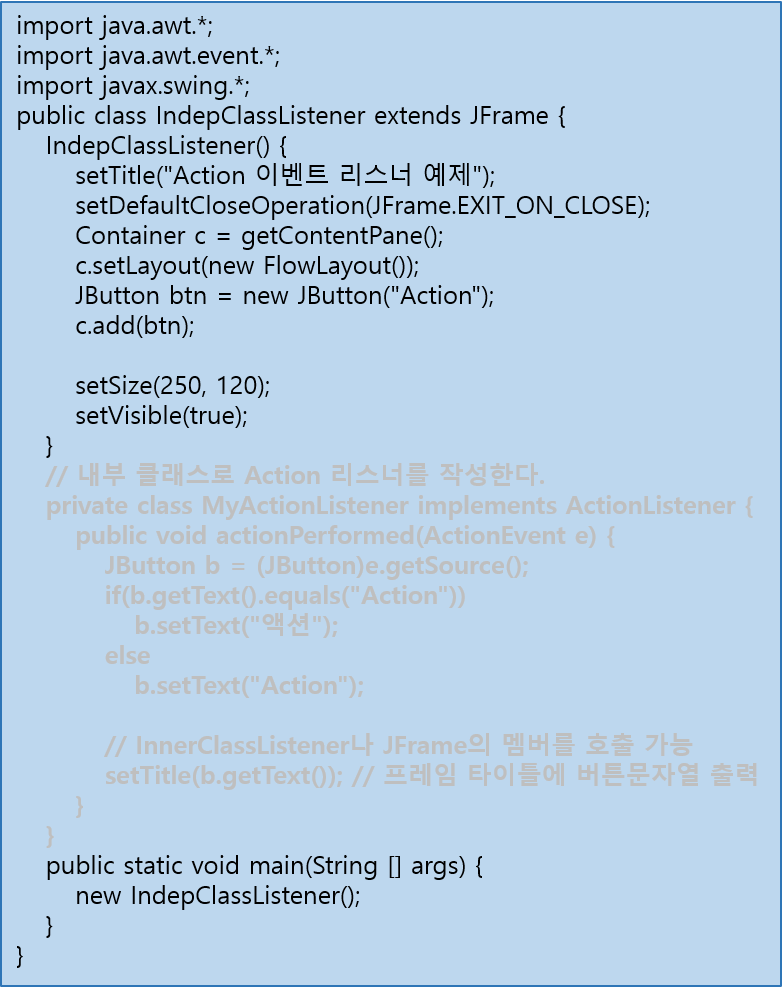 import java.awt.*;
import java.awt.event.*;
import javax.swing.*;
public class IndepClassListener extends JFrame {
IndepClassListener() {
setTitle("Action 이벤트 리스너 예제");
setDefaultCloseOperation(JFrame.EXIT_ON_CLOSE);
Container c = getContentPane();
c.setLayout(new FlowLayout());
JButton btn = new JButton("Action");
c.add(btn);
setSize(250, 120);
setVisible(true);
}
// 내부 클래스로 Action 리스너를 작성한다.
private class MyActionListener implements ActionListener {
public void actionPerformed(ActionEvent e) {
JButton b = (JButton)e.getSource();
if(b.getText().equals("Action"))
b.setText("액션");
else
b.setText("Action");
// InnerClassListener나 JFrame의 멤버를 호출 가능
setTitle(b.getText()); // 프레임 타이틀에 버튼문자열 출력
}
}
public static void main(String [] args) {
new IndepClassListener();
}
}